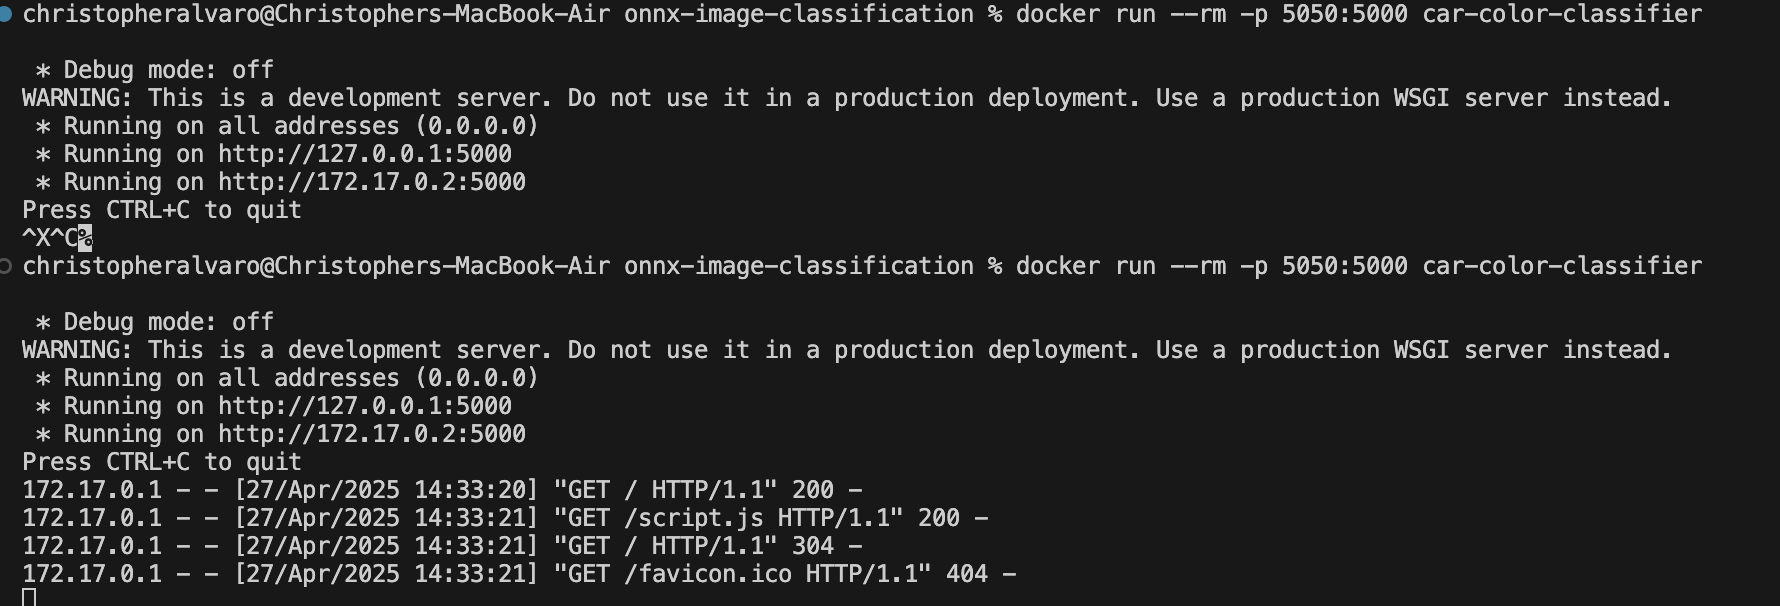 christopheralvaro@Christophers-MacBook-Air onnx-image-classification % docker run --rm -p 5050:5000 car-color-classifier
* Debug mode: off
WARNING: This is a development server. Do not use it in a production deployment. Use a production WSGI server instead.
* Running on all addresses (0.0.0.0)
* Running on http://127.0.0.1:5000
* Running on http://172.17.0.2:5000
Press CTRL+C to quit
^X^C%
christopheralvaro@Christophers-MacBook-Air onnx-image-classification % docker run --rm -p 5050:5000 car-color-classifier
* Debug mode: off
WARNING: This is a development server. Do not use it in a production deployment. Use a production WSGI server instead.
* Running on all addresses (0.0.0.0)
* Running on http://127.0.0.1:5000
* Running on http://172.17.0.2:5000
Press CTRL+C to quit
172.17.0.1 - - [27/Apr/2025 14:33:20] "GET / HTTP/1.1" 200 -
172.17.0.1 - - [27/Apr/2025 14:33:21] "GET /script.js HTTP/1.1" 200 -
172.17.0.1 - - [27/Apr/2025 14:33:21] "GET / HTTP/1.1" 304 -
172.17.0.1 - - [27/Apr/2025 14:33:21] "GET /favicon.ico HTTP/1.1" 404 -